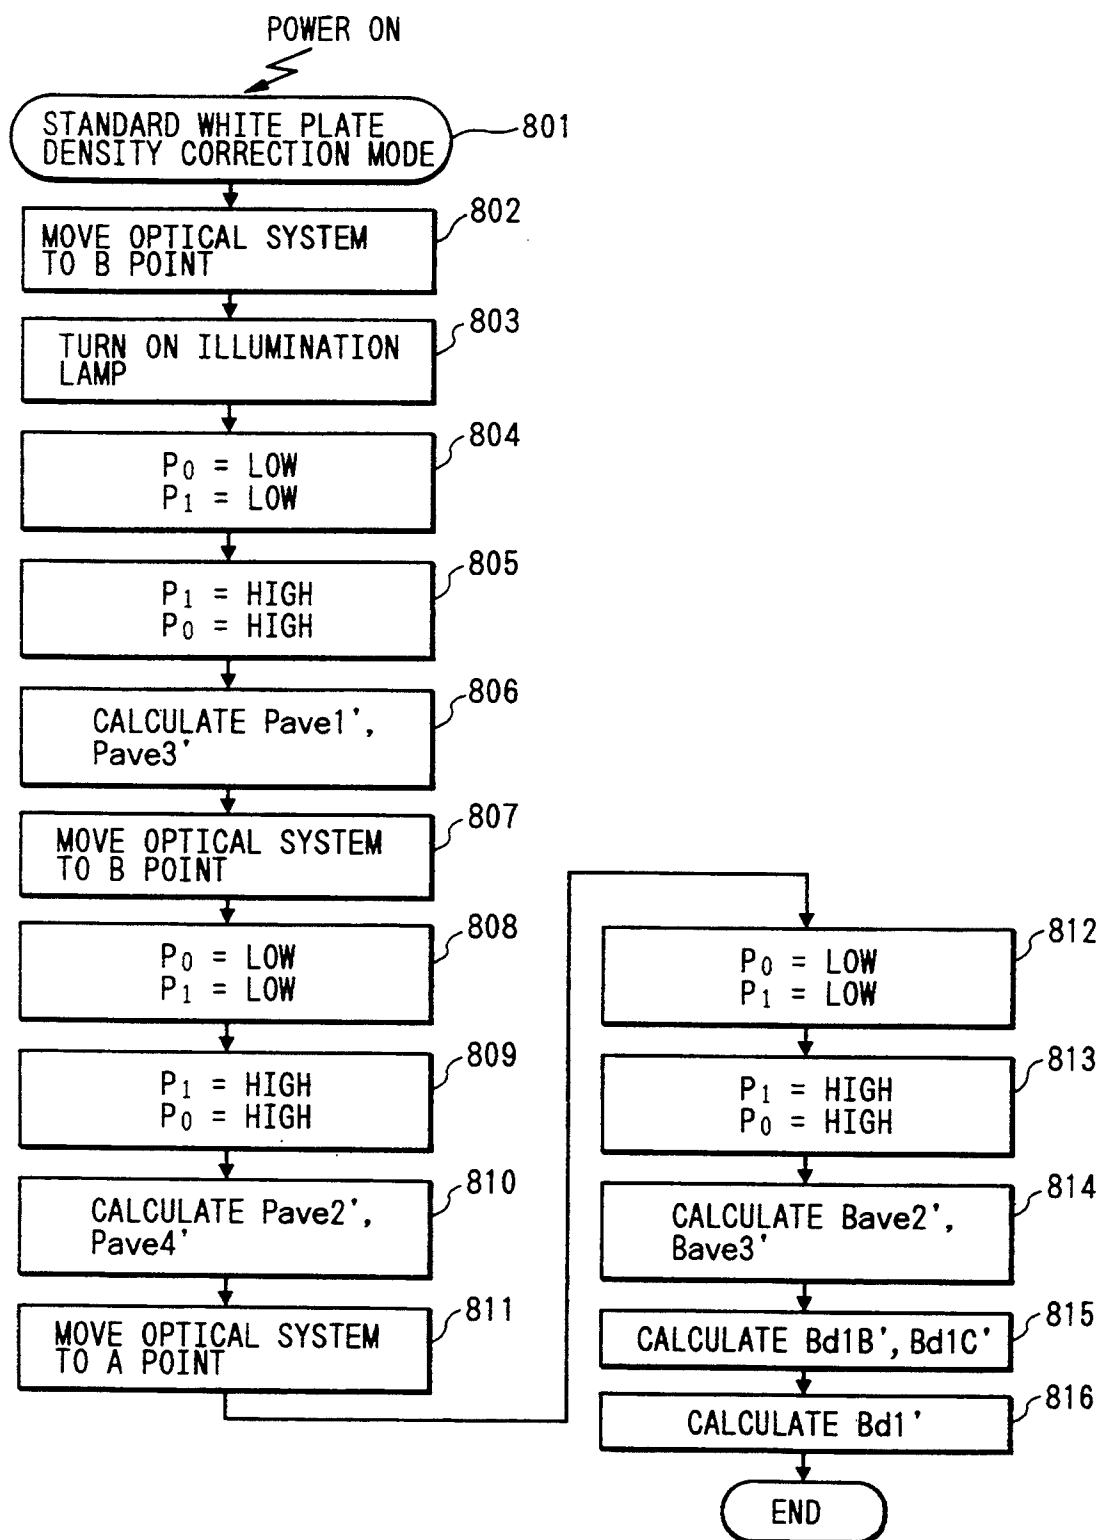 POWER ON
STANDARD WHITE PLATE
DENSITY CORRECTION MODE
801
802
MOVE OPTICAL SYSTEM
TO B POINT
803
TURN ON ILLUMINATION
LAMP
804
P0 = LOW
P1 = LOW
805
P1 = HIGH
P0 = HIGH
806
CALCULATE Pave1',
Pave3'
807
MOVE OPTICAL SYSTEM
TO B POINT
808
P0 = LOW
P1 = LOW
809
P1 = HIGH
P0 = HIGH
810
CALCULATE Pave2',
Pave4'
811
MOVE OPTICAL SYSTEM
TO A POINT
812
P0 = LOW
P1 = LOW
813
P1 = HIGH
P0 = HIGH
814
CALCULATE Bave2',
Bave3'
815
CALCULATE Bd1B', Bd1C'
816
CALCULATE Bd1'
END